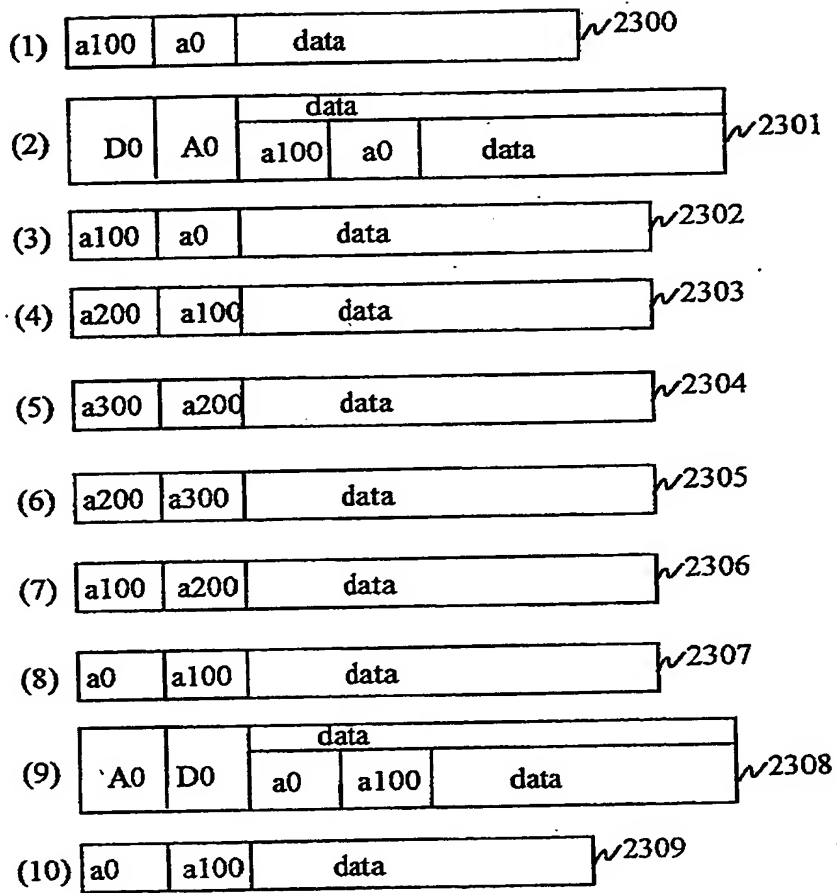 (1) a100 a0 data 2300
data
(2) D0 A0 a100 a0 data 2301
(3) a100 a0 data 2302
(4) a200 a100 data 2303
(5) a300 a200 data 2304
(6) a200 a300 data 2305
(7) a100 a200 data 2306
(8) a0 a100 data 2307
data
(9) A0 D0 a0 a100 data 2308
(10) a0 a100 data 2309